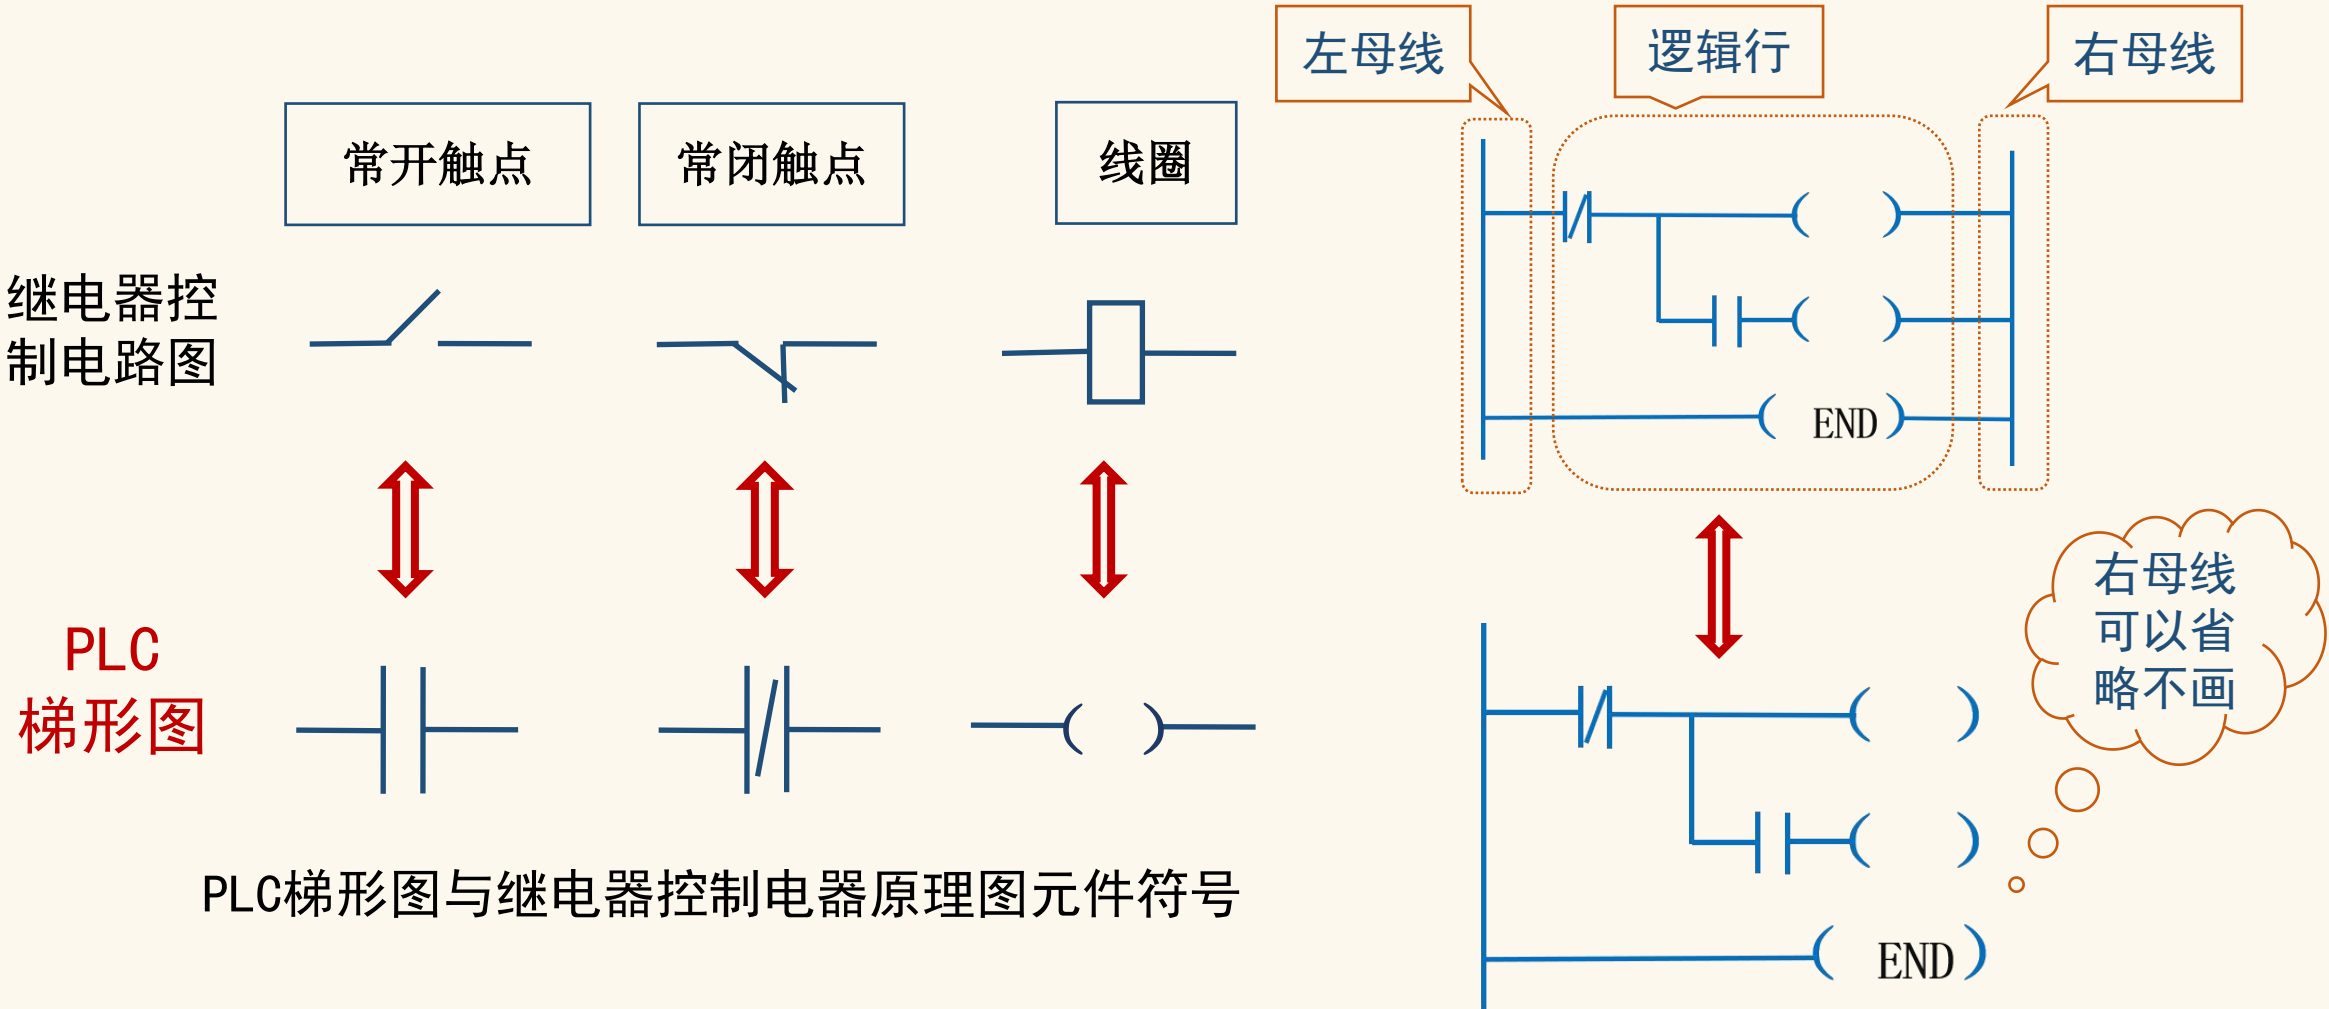 左母线
逻辑行
右母线
常开触点
常闭触点
线圈
继电器控
制电路图
END
PLC
梯形图
右母线
可以省
略不画
PLC梯形图与继电器控制电器原理图元件符号
END